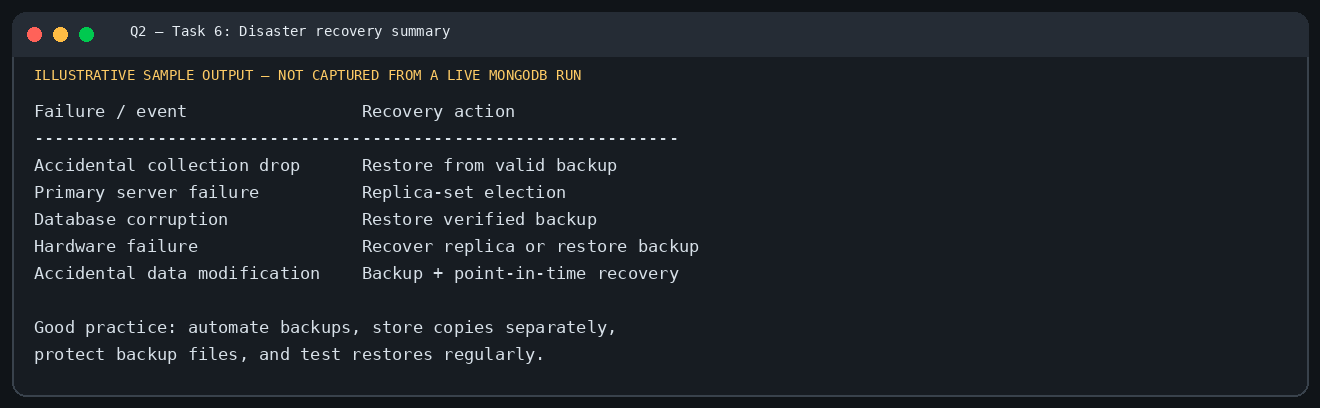 Q2 — Task 6: Disaster recovery summary
ILLUSTRATIVE SAMPLE OUTPUT — NOT CAPTURED FROM A LIVE MONGODB RUN
Failure / event                 Recovery action
---------------------------------------------------------------
Accidental collection drop      Restore from valid backup
Primary server failure          Replica-set election
Database corruption             Restore verified backup
Hardware failure                Recover replica or restore backup
Accidental data modification    Backup + point-in-time recovery
Good practice: automate backups, store copies separately,
protect backup files, and test restores regularly.